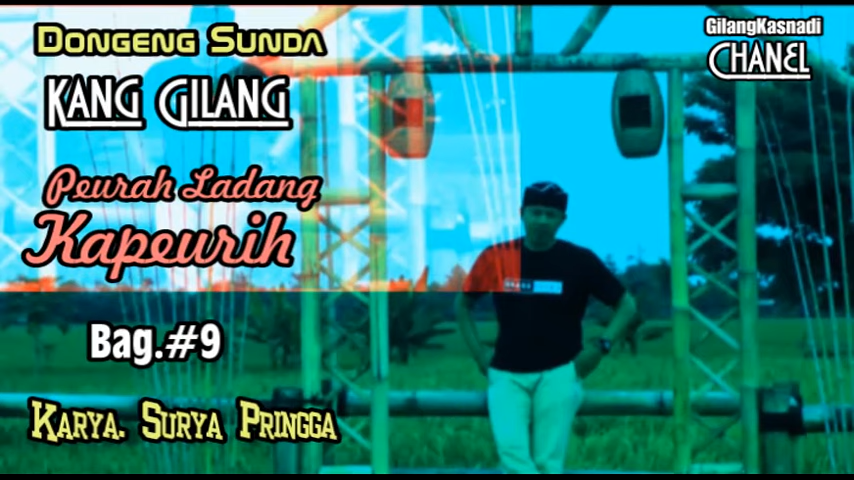 DONGENG SUNDA
KANG GILANG
Peurah Ladang
Kapeurih
Bag.#9
KARYA. SURYA PRINGGA
GilangKasnadi
CHANEL